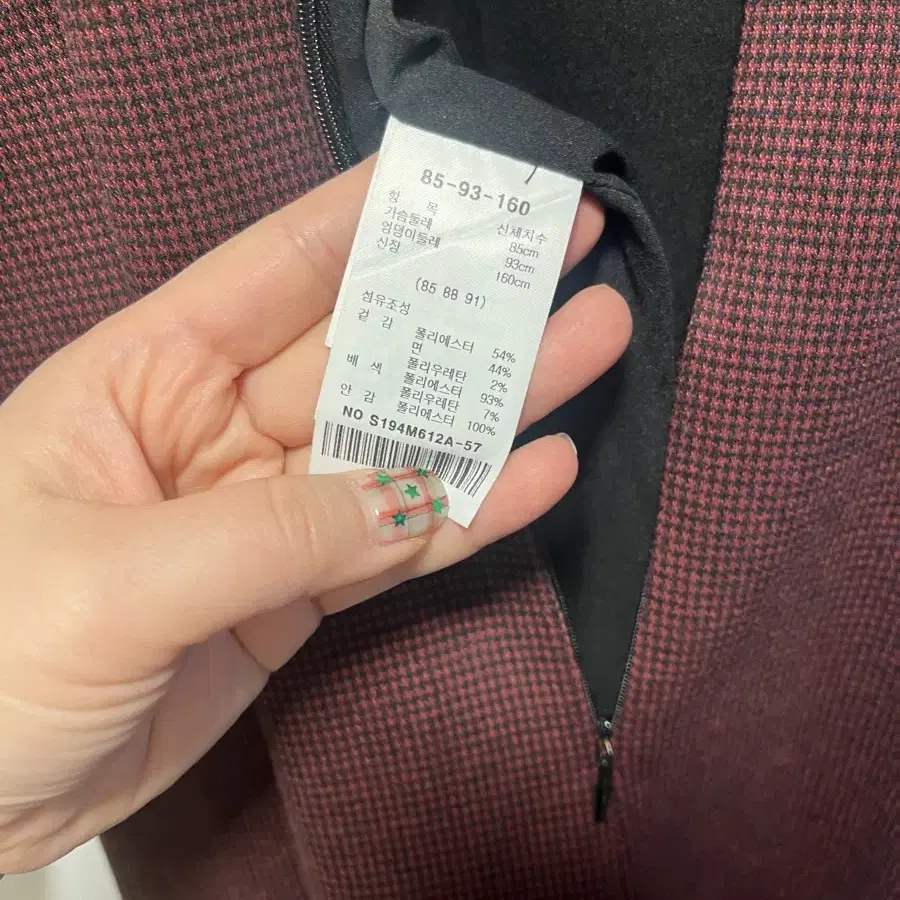 85-93-160
항 목 신체치수
가슴둘레 85cm
엉덩이둘레 93cm
신장 160cm
(85 88 91)
섬유조성
겉 감 폴리에스터 54%
면 44%
폴리우레탄 2%
배 색 폴리에스터 93%
폴리우레탄 7%
안 감 폴리에스터 100%
NO S194M612A-57